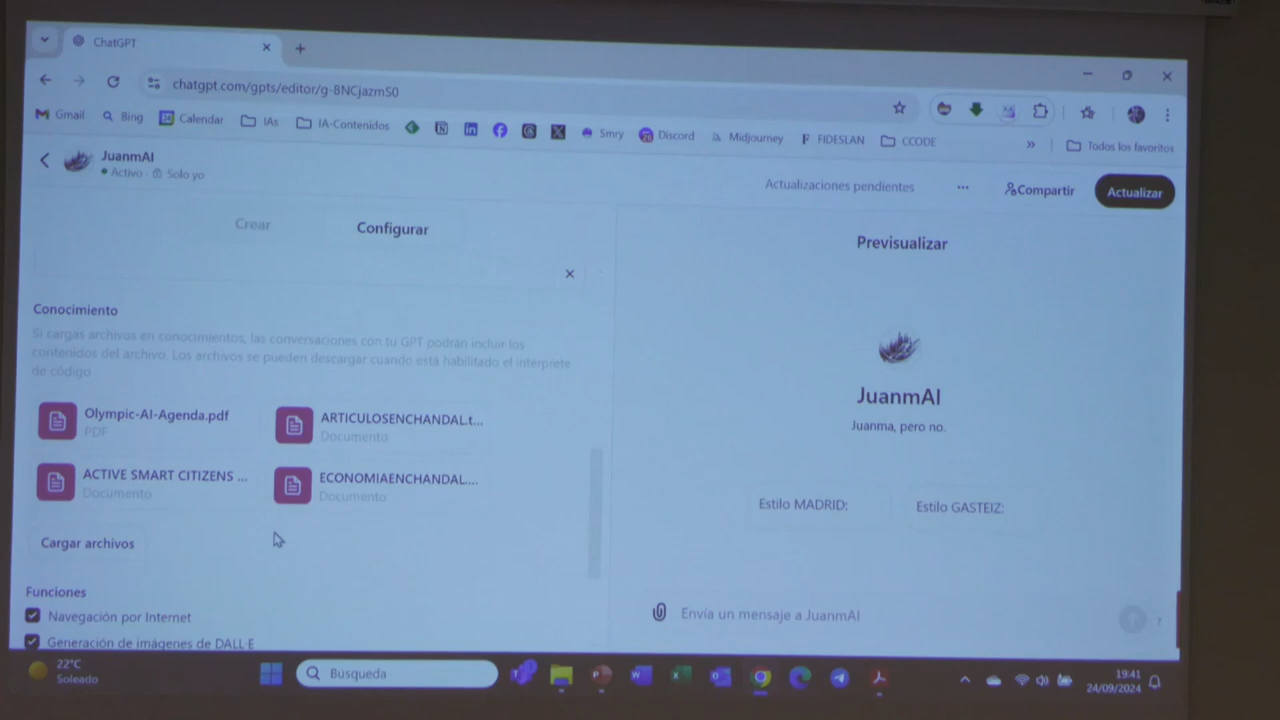 ChatGPT
chatgpt.com/gpts/editor/g-8NCjazmS0
Gmail Bing Calendar IAs IA-Contenidos Smry Discord Midjourney FIDESLAN CCODE » Todos los favoritos
JuanmAI
Activo · Solo yo
Actualizaciones pendientes ··· Compartir Actualizar
Crear Configurar
Previsualizar
Conocimiento
Si cargas archivos en conocimientos, las conversaciones con tu GPT podrán incluir los
contenidos del archivo. Los archivos se pueden descargar cuando está habilitado el intérprete
de código
Olympic-AI-Agenda.pdf
PDF
ARTICULOSENCHANDAL.t...
Documento
ACTIVE SMART CITIZENS ...
Documento
ECONOMIAENCHANDAL....
Documento
Cargar archivos
Funciones
Navegación por Internet
Generación de imágenes de DALL·E
JuanmAI
Juanma, pero no.
Estilo MADRID: Estilo GASTEIZ:
Envía un mensaje a JuanmAI
?
22°C
Soleado
Búsqueda
19:41
24/09/2024